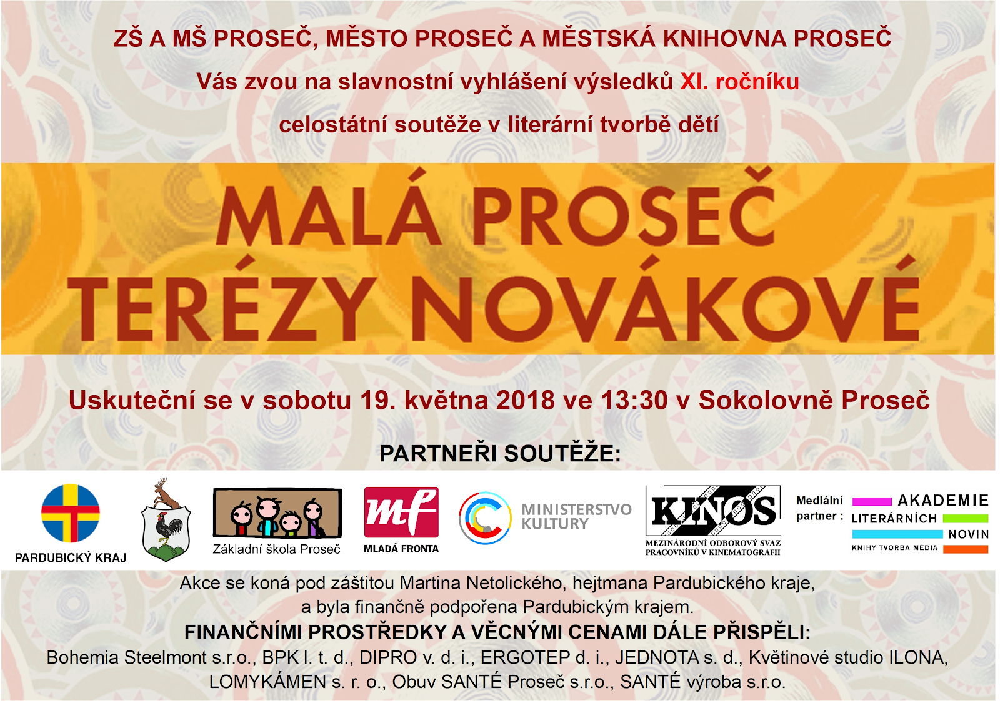 ZŠ A MŠ PROSEČ, MĚSTO PROSEČ A MĚSTSKÁ KNIHOVNA PROSEČ
Vás zvou na slavnostní vyhlášení výsledků XI. ročníku
celostátní soutěže v literární tvorbě dětí
MALÁ PROSEČ
TERÉZY NOVÁKOVÉ
Uskuteční se v sobotu 19. května 2018 ve 13:30 v Sokolovně Proseč
PARTNEŘI SOUTĚŽE:
PARDUBICKÝ KRAJ
Základní škola Proseč
mf
MLADÁ FRONTA
MINISTERSTVO
KULTURY
KINOS
MEZINÁRODNÍ ODBOROVÝ SVAZ
PRACOVNÍKŮ V KINEMATOGRAFII
Mediální
partner :
AKADEMIE
LITERÁRNÍCH
NOVIN
KNIHY TVORBA MÉDIA
Akce se koná pod záštitou Martina Netolického, hejtmana Pardubického kraje,
a byla finančně podpořena Pardubickým krajem.
FINANČNÍMI PROSTŘEDKY A VĚCNÝMI CENAMI DÁLE PŘISPĚLI:
Bohemia Steelmont s.r.o., BPK l. t. d., DIPRO v. d. i., ERGOTEP d. i., JEDNOTA s. d., Květinové studio ILONA,
LOMYKÁMEN s. r. o., Obuv SANTÉ Proseč s.r.o., SANTÉ výroba s.r.o.